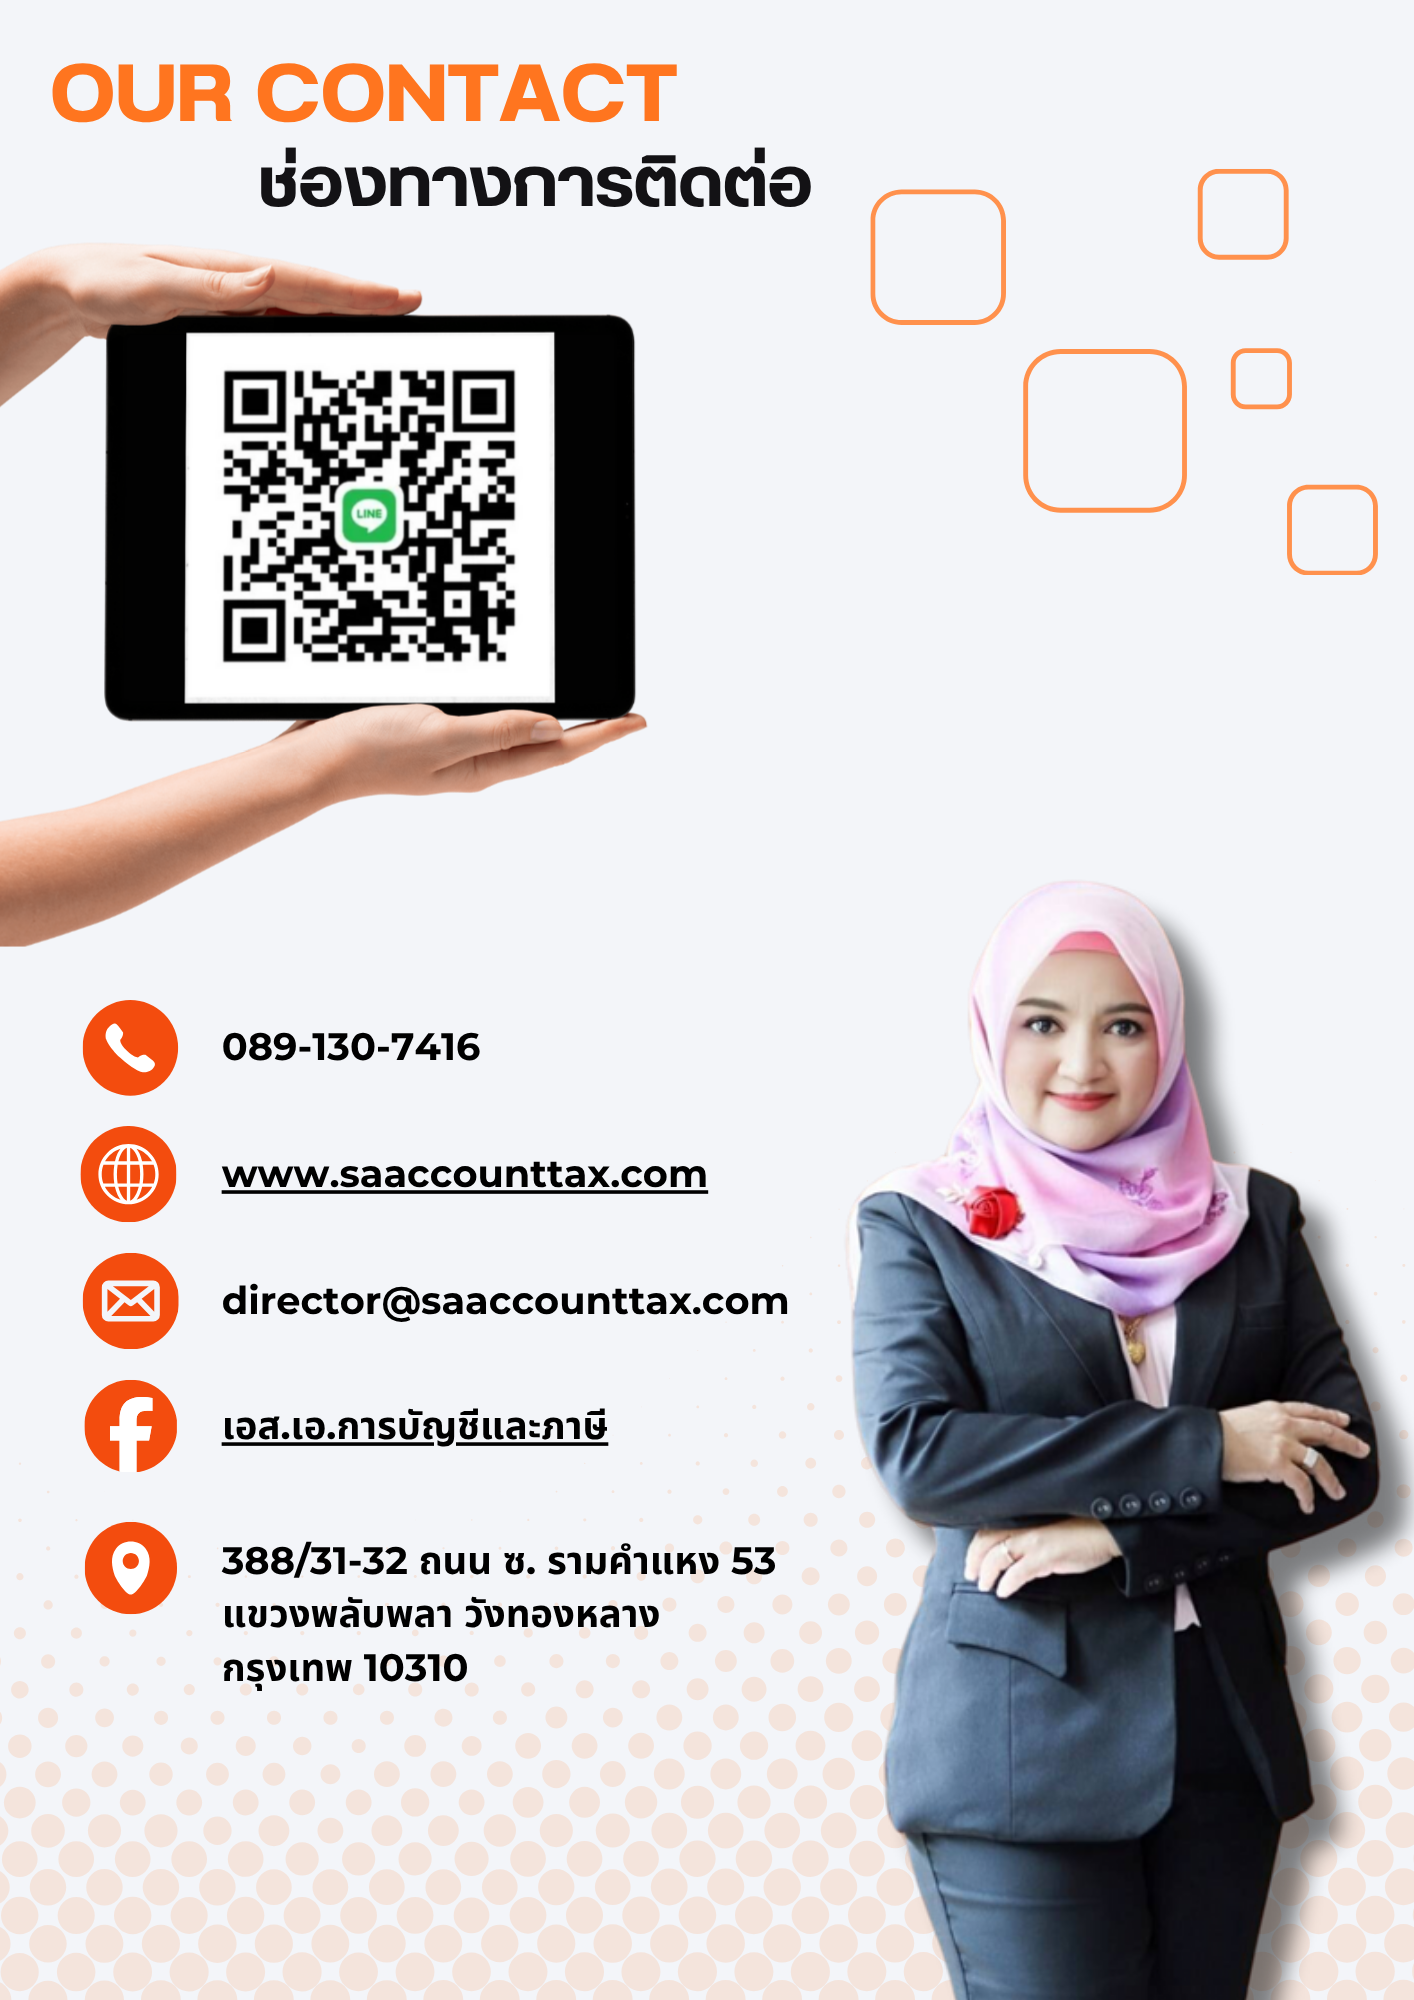 OUR CONTACT
ช่องทางการติดต่อ
LINE
089-130-7416
www.saaccounttax.com
director@saaccounttax.com
เอส.เอ.การบัญชีและภาษี
388/31-32 ถนน ซ. รามคำแหง 53
แขวงพลับพลา วังทองหลาง
กรุงเทพ 10310